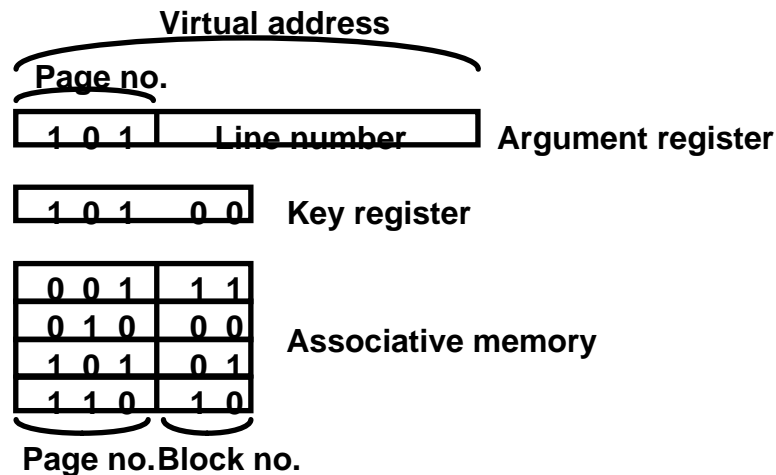 Virtual address
Page no.
1 0 1 Line number Argument register
1 0 1 0 0 Key register
0 0 1 1 1
0 1 0 0 0
Associative memory
1 0 1 0 1
1 1 0 1 0
Page no. Block no.